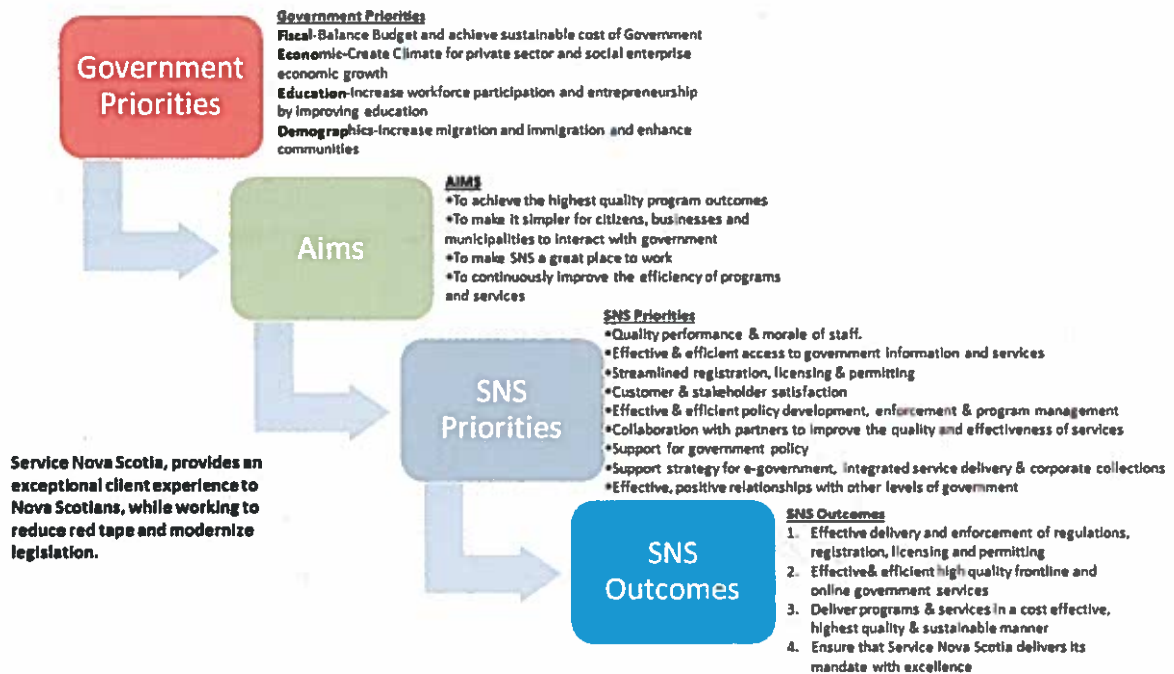 Government
Priorities
Government Priorities
Fiscal-Balance Budget and achieve sustainable cost of Government
Economic-Create Climate for private sector and social enterprise
economic growth
Education-Increase workforce participation and entrepreneurship
by improving education
Demographics-Increase migration and immigration and enhance
communities
Aims
AIMS
•To achieve the highest quality program outcomes
•To make it simpler for citizens, businesses and
municipalities to interact with government
•To make SNS a great place to work
•To continuously improve the efficiency of programs
and services
SNS
Priorities
SNS Priorities
•Quality performance & morale of staff.
•Effective & efficient access to government information and services
•Streamlined registration, licensing & permitting
•Customer & stakeholder satisfaction
•Effective & efficient policy development, enforcement & program management
•Collaboration with partners to improve the quality and effectiveness of services
•Support for government policy
•Support strategy for e-government, integrated service delivery & corporate collections
•Effective, positive relationships with other levels of government
Service Nova Scotia, provides an
exceptional client experience to
Nova Scotians, while working to
reduce red tape and modernize
legislation.
SNS
Outcomes
SNS Outcomes
1. Effective delivery and enforcement of regulations,
registration, licensing and permitting
2. Effective& efficient high quality frontline and
online government services
3. Deliver programs & services in a cost effective,
highest quality & sustainable manner
4. Ensure that Service Nova Scotia delivers its
mandate with excellence